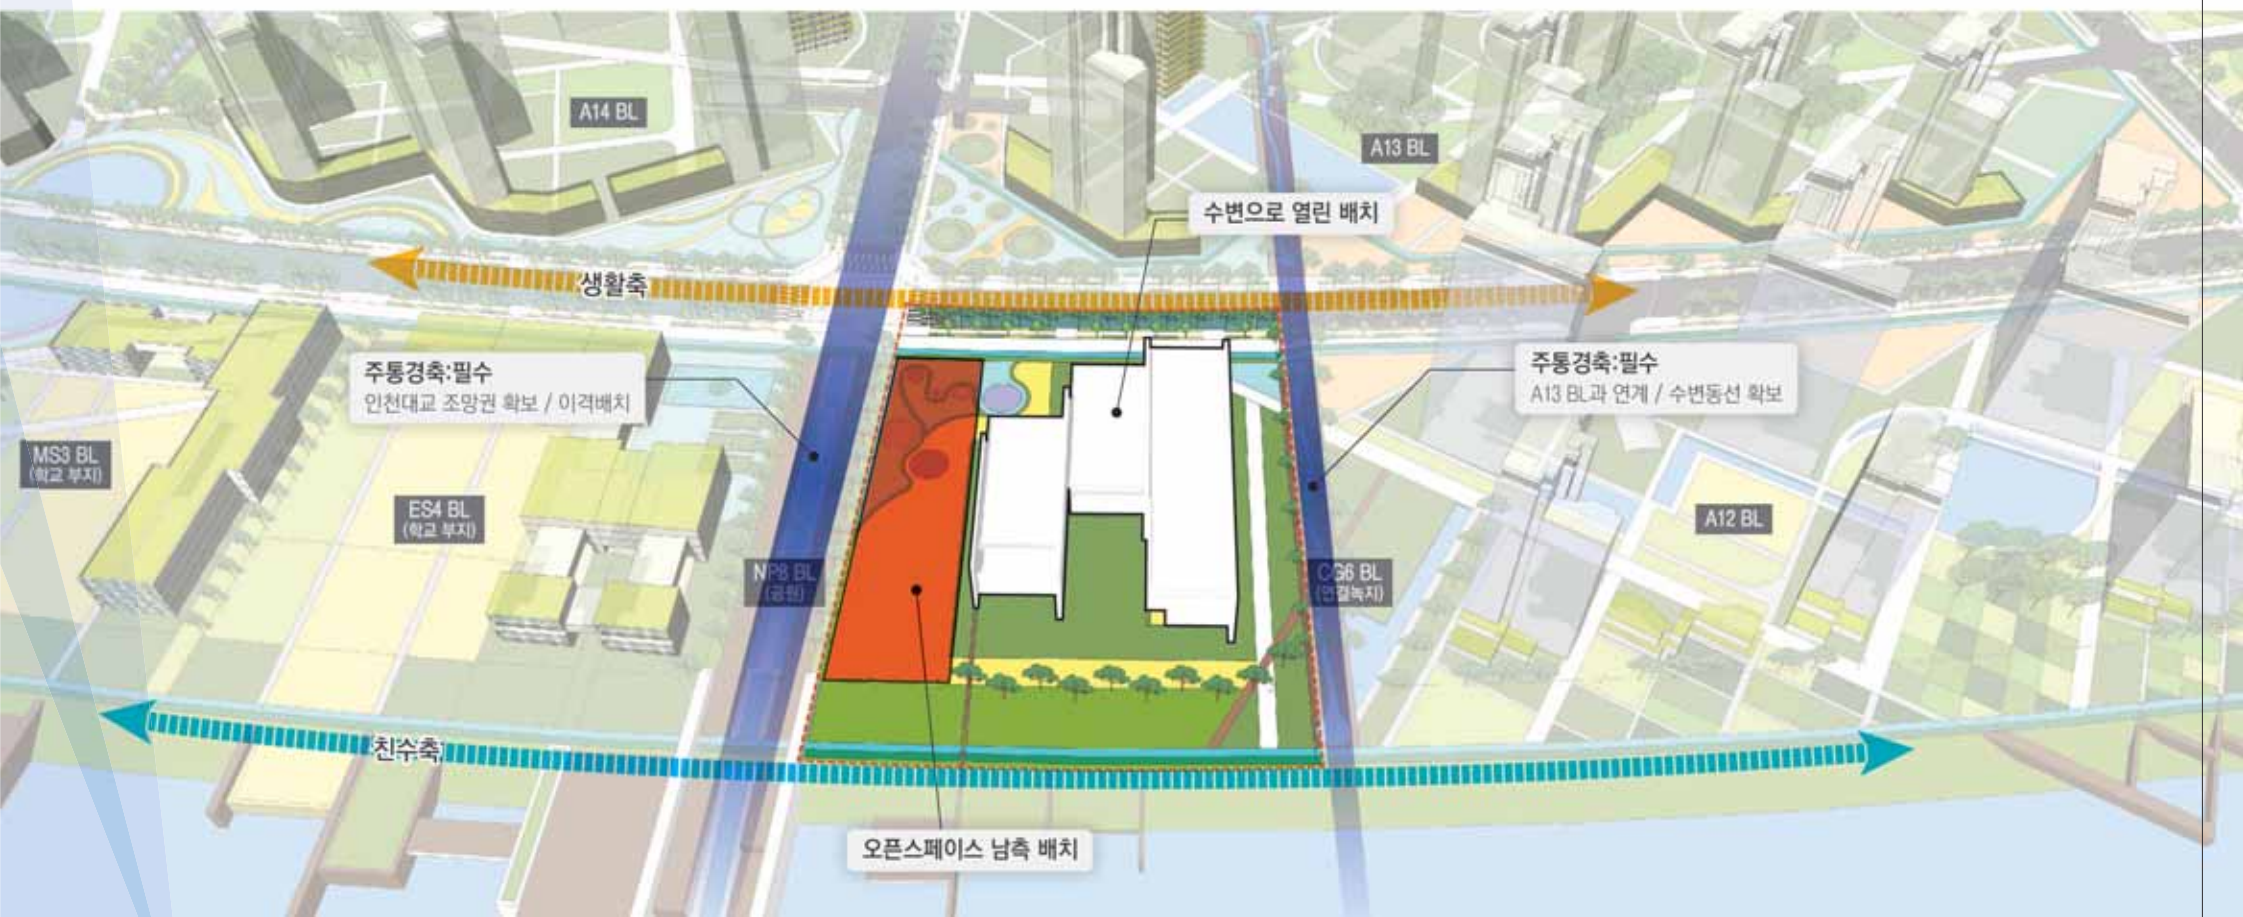 A14 BL
A13 BL
수변으로 열린 배치
생활축
주통경축:필수
인천대교 조망권 확보 / 이격배치
주통경축:필수
A13 BL과 연계 / 수변동선 확보
MS3 BL
(학교 부지)
ES4 BL
(학교 부지)
A12 BL
NP8 BL
(공원)
CG6 BL
(연결녹지)
친수축
오픈스페이스 남측 배치